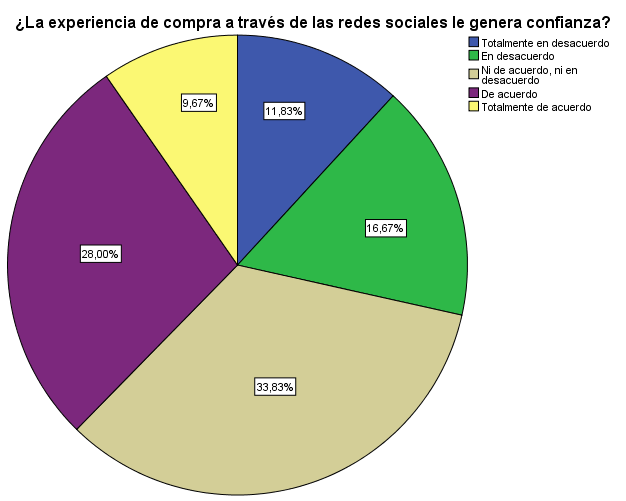 ¿La experiencia de compra a través de las redes sociales le genera confianza?
Totalmente en desacuerdo
En desacuerdo
Ni de acuerdo, ni en
desacuerdo
De acuerdo
Totalmente de acuerdo
9,67%
11,83%
16,67%
28,00%
33,83%